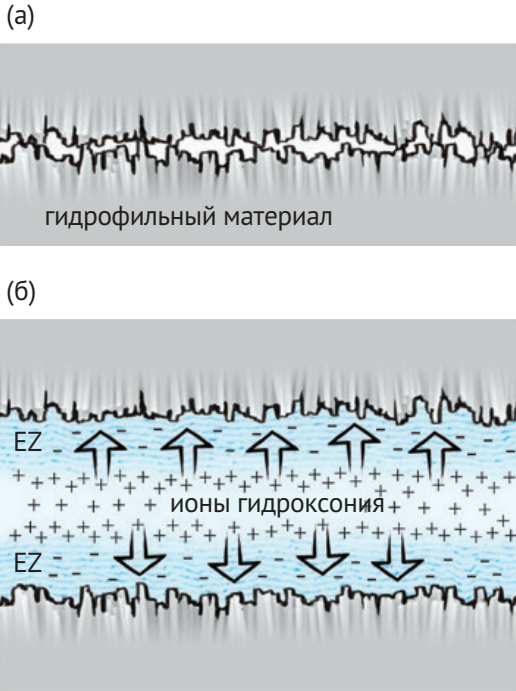 (а)
гидрофильный материал
(б)
EZ
ионы гидроксония
EZ